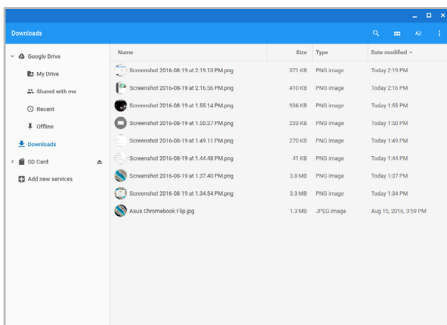 Downloads
Google Drive
My Drive
Shared with me
Recent
Offline
Downloads
SD Card
Add new services
Name Size Type Date modified
Screenshot 2016-08-19 at 2.19.13 PM.png 371 KB PNG image Today 2:19 PM
Screenshot 2016-08-19 at 2.16.56 PM.png 410 KB PNG image Today 2:16 PM
Screenshot 2016-08-19 at 1.55.14 PM.png 936 KB PNG image Today 1:55 PM
Screenshot 2016-08-19 at 1.50.27 PM.png 233 KB PNG image Today 1:50 PM
Screenshot 2016-08-19 at 1.49.11 PM.png 270 KB PNG image Today 1:49 PM
Screenshot 2016-08-19 at 1.44.48 PM.png 41 KB PNG image Today 1:44 PM
Screenshot 2016-08-19 at 1.37.40 PM.png 3.8 MB PNG image Today 1:37 PM
Screenshot 2016-08-19 at 1.34.54 PM.png 3.3 MB PNG image Today 1:34 PM
Asus Chromebook Flip.jpg 1.3 MB JPEG image Aug 15, 2016, 3:59 PM